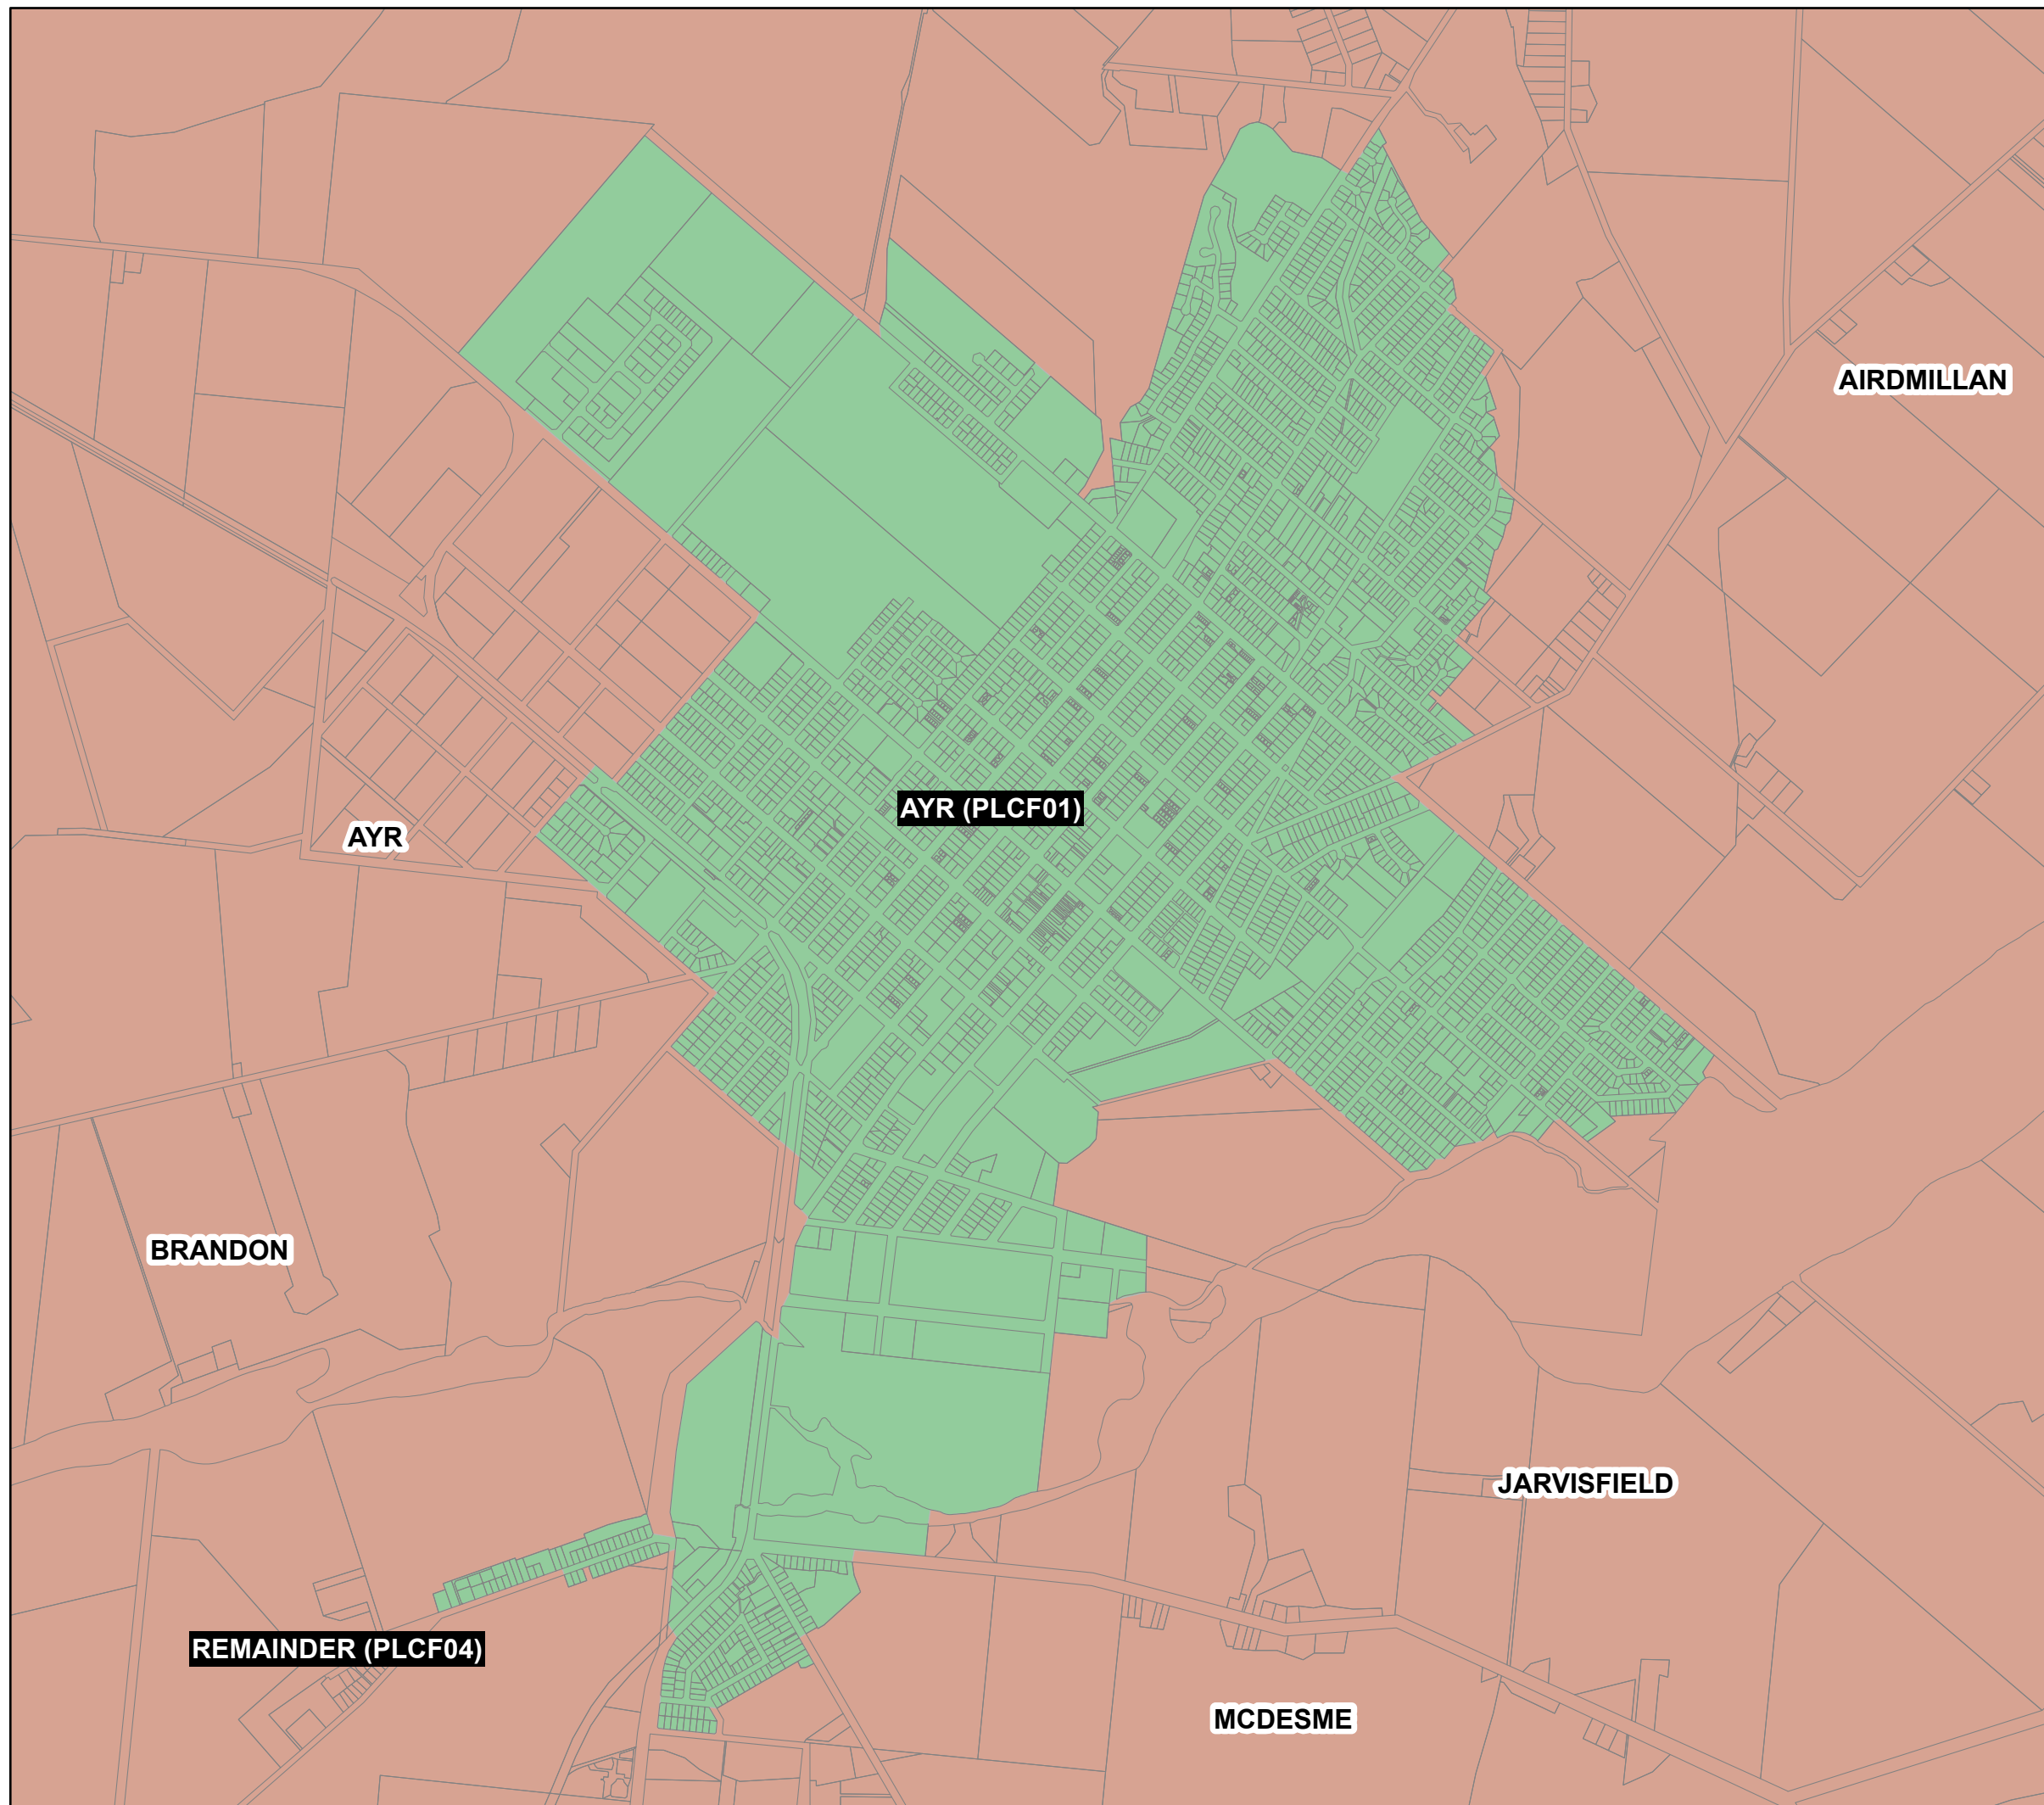 AIRDMILLAN
AYR (PLCF01)
AYR
BRANDON
JARVISFIELD
REMAINDER (PLCF04)
MCDESME